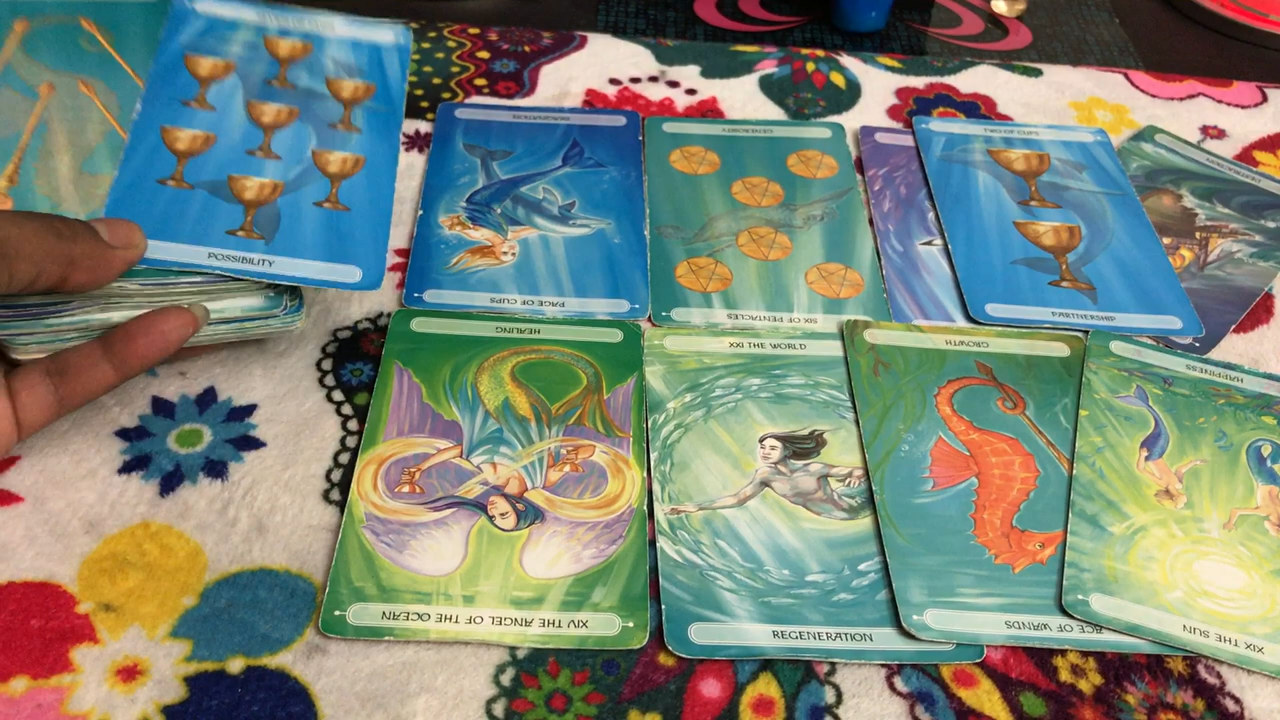 POSSIBILITY
IMAGINATION
PAGE OF CUPS
GENEROSITY
SIX OF PENTACLES
TWO OF CUPS
PARTNERSHIP
HEALING
XIV THE ANGEL OF THE OCEAN
XXI THE WORLD
REGENERATION
GROWTH
ACE OF WANDS
HAPPINESS
XIX THE SUN